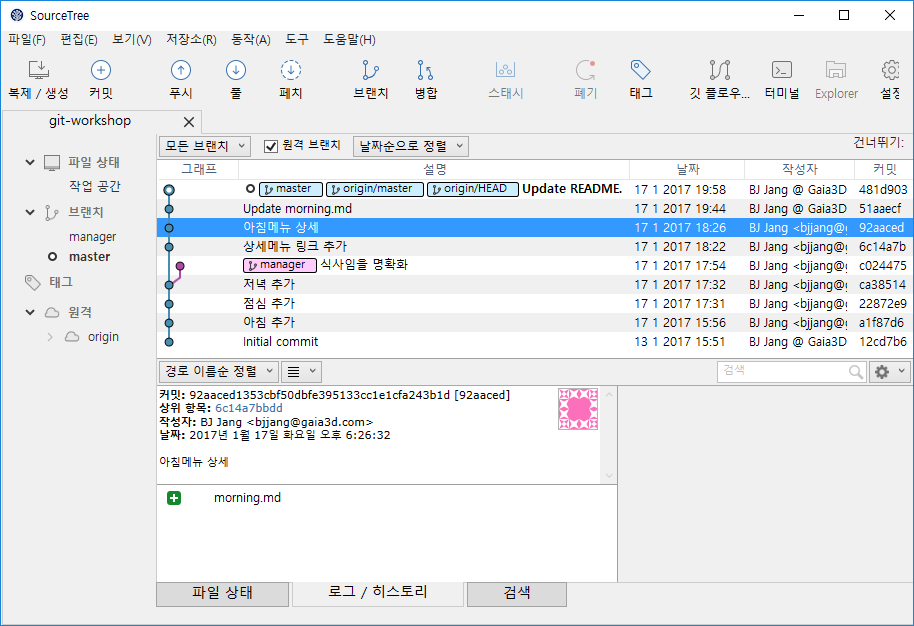 SourceTree
파일(F) 편집(E) 보기(V) 저장소(R) 동작(A) 도구 도움말(H)
복제 / 생성 커밋 푸시 풀 페치 브랜치 병합 스태시 폐기 태그 깃 플로우... 터미널 Explorer 설정
git-workshop
파일 상태
작업 공간
브랜치
manager
master
태그
원격
origin
모든 브랜치 원격 브랜치 날짜순으로 정렬 건너뛰기:
그래프 설명 날짜 작성자 커밋
master origin/master origin/HEAD Update README. 17 1 2017 19:58 BJ Jang @ Gaia3D 481d903
Update morning.md 17 1 2017 19:44 BJ Jang @ Gaia3D 51aaecf
아침메뉴 상세 17 1 2017 18:26 BJ Jang <bjjang@g 92aaced
상세메뉴 링크 추가 17 1 2017 18:22 BJ Jang <bjjang@g 6c14a7b
manager 식사임을 명확화 17 1 2017 17:54 BJ Jang <bjjang@g c024475
저녁 추가 17 1 2017 17:32 BJ Jang <bjjang@g ca38514
점심 추가 17 1 2017 17:31 BJ Jang <bjjang@g 22872e9
아침 추가 17 1 2017 15:56 BJ Jang <bjjang@g a1f87d6
Initial commit 13 1 2017 15:51 BJ Jang @ Gaia3D 12cd7b6
경로 이름순 정렬 검색
커밋: 92aaced1353cbf50dbfe395133cc1e1cfa243b1d [92aaced]
상위 항목: 6c14a7bbdd
작성자: BJ Jang <bjjang@gaia3d.com>
날짜: 2017년 1월 17일 화요일 오후 6:26:32
아침메뉴 상세
morning.md
파일 상태 로그 / 히스토리 검색